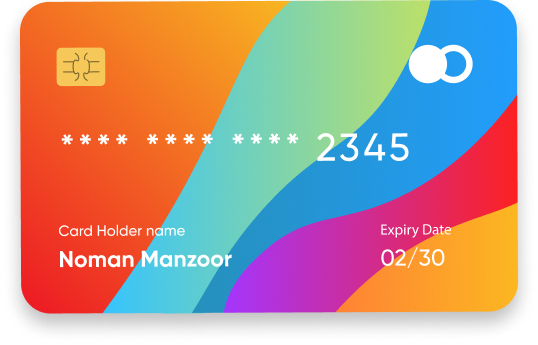 **** **** **** 2345
Card Holder name
Expiry Date
Noman Manzoor
02/30